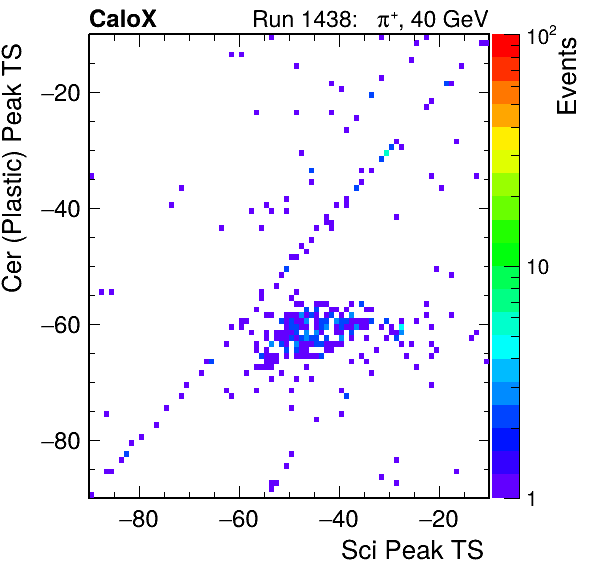 CaloX Run 1438: π⁺, 40 GeV
Cer (Plastic) Peak TS
−20
−40
−60
−80
−80 −60 −40 −20
Sci Peak TS
10²
10
1
Events